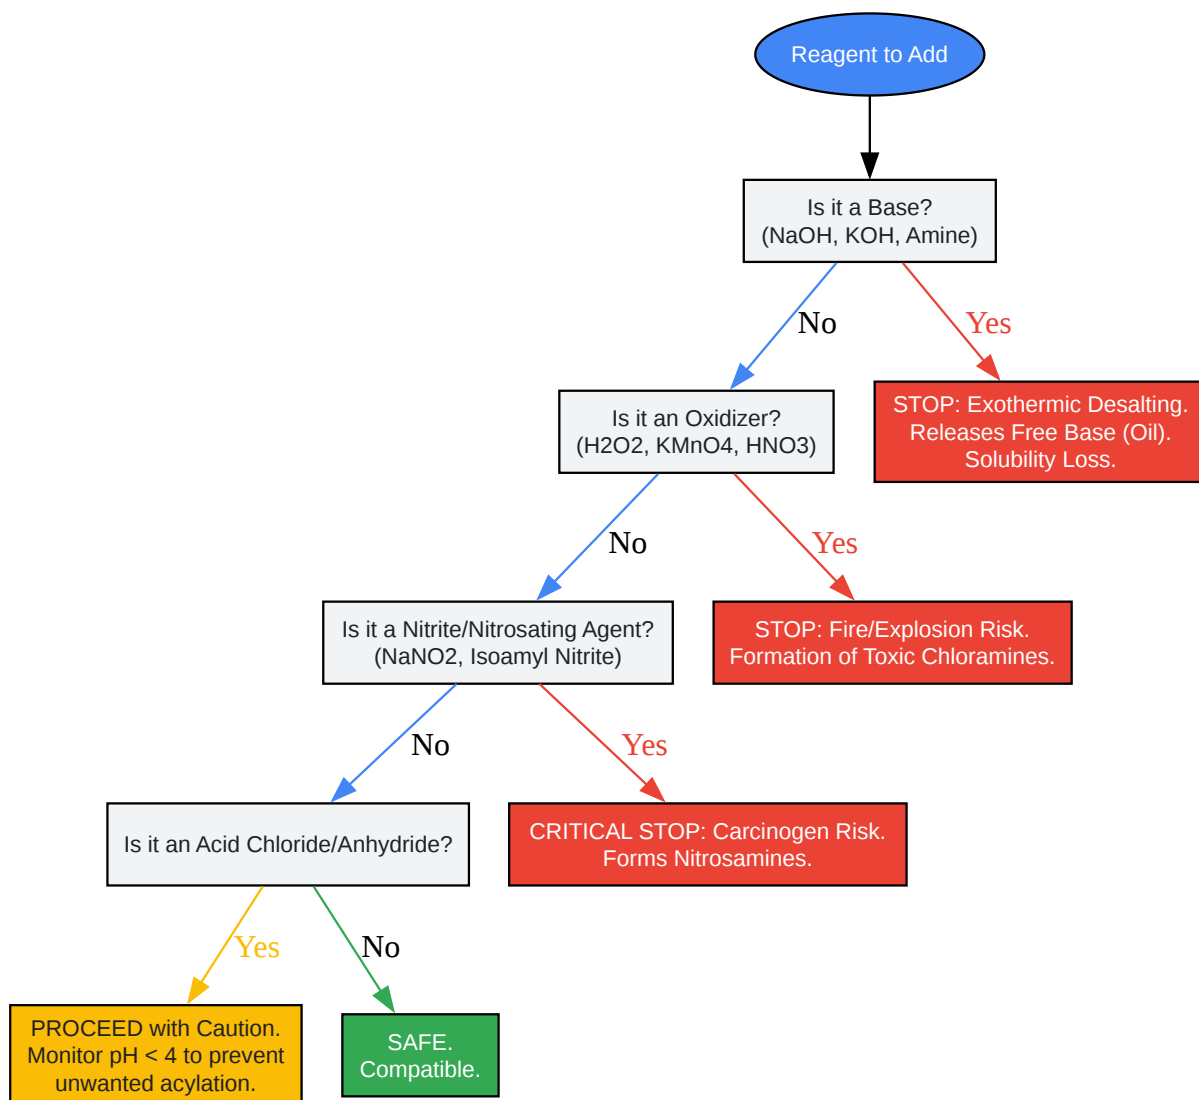 Reagent to Add
Is it a Base?
(NaOH, KOH, Amine)
No
Yes
Is it an Oxidizer?
(H2O2, KMnO4, HNO3)
STOP: Exothermic Desalting.
Releases Free Base (Oil).
Solubility Loss.
No
Yes
Is it a Nitrite/Nitrosating Agent?
(NaNO2, Isoamyl Nitrite)
STOP: Fire/Explosion Risk.
Formation of Toxic Chloramines.
No
Yes
Is it an Acid Chloride/Anhydride?
CRITICAL STOP: Carcinogen Risk.
Forms Nitrosamines.
Yes
No
PROCEED with Caution.
Monitor pH < 4 to prevent
unwanted acylation.
SAFE.
Compatible.